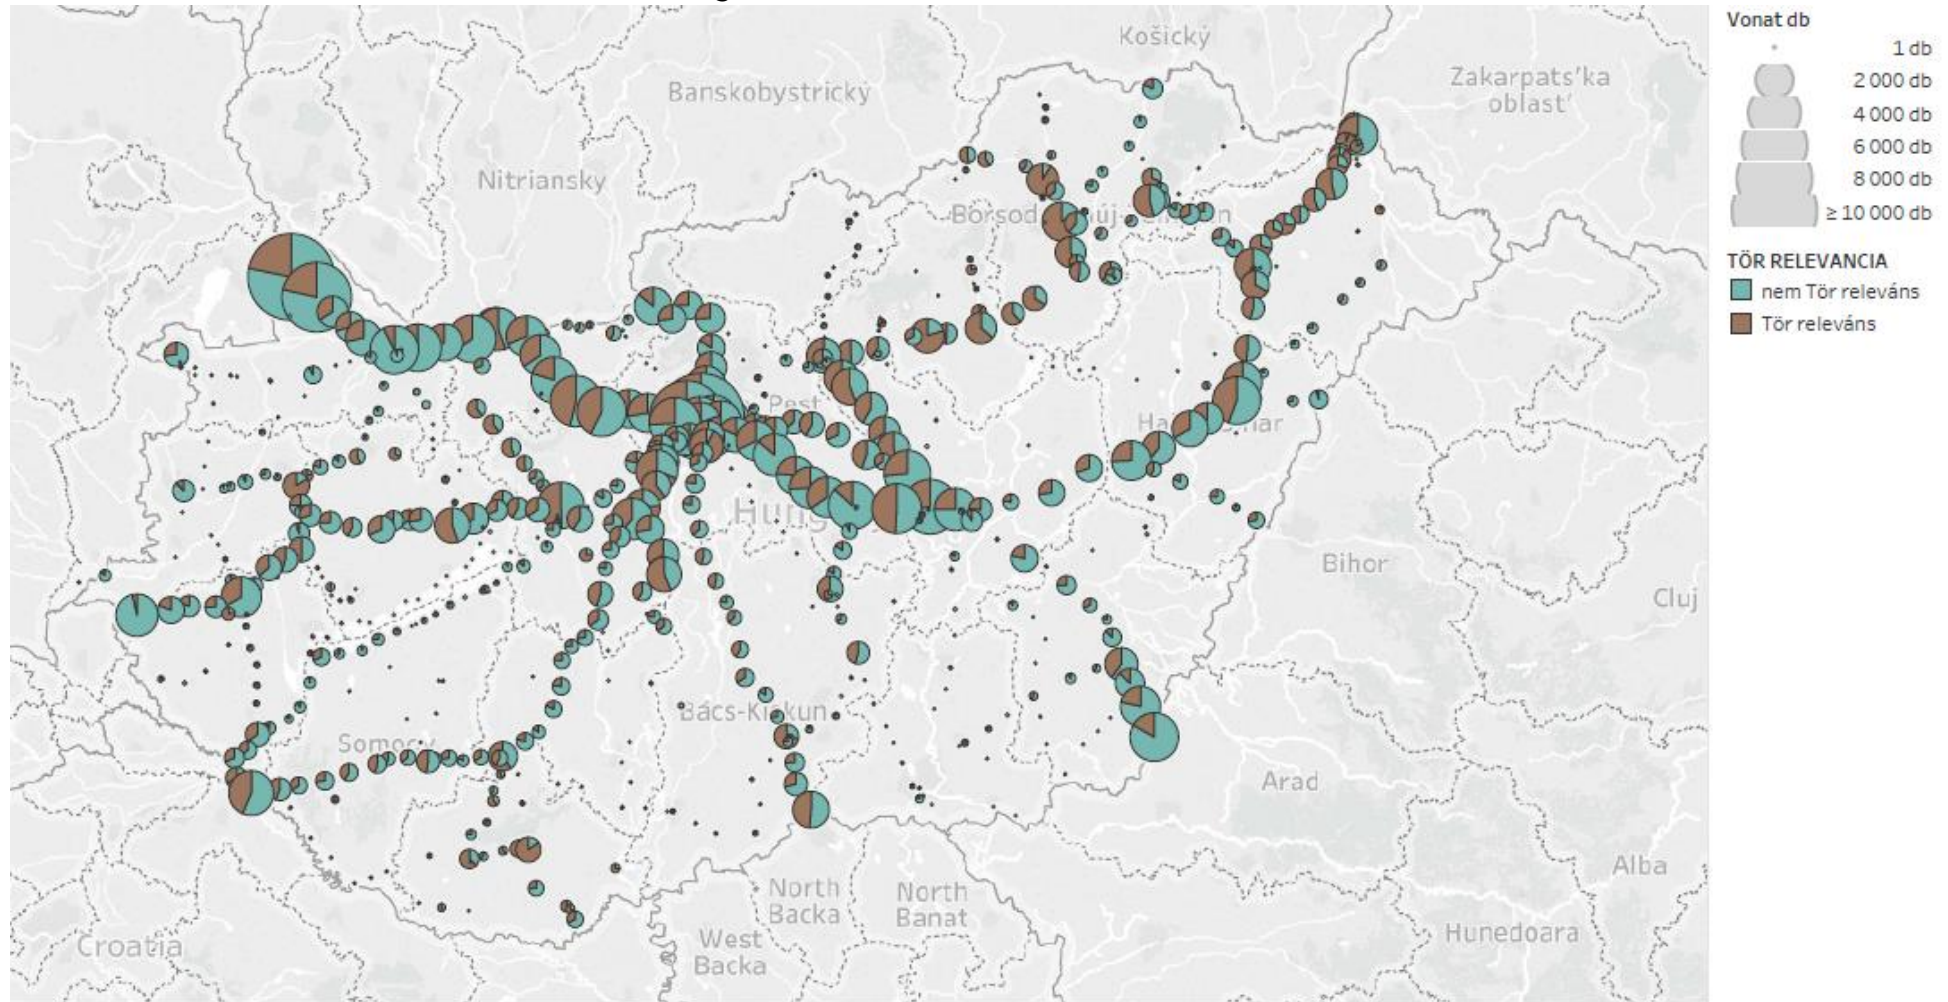 Košický
Banskobystrický
Zakarpats'ka
oblast'
Nitriansky
Borsod
Pest
Hungary
Bihor
Cluj
Bács-Kiskun
Somogy
Arad
Alba
North
Backa
North
Banat
West
Backa
Croatia
Hunedoara
Vonat db
1 db
2 000 db
4 000 db
6 000 db
8 000 db
≥ 10 000 db
TÖR RELEVANCIA
nem Tör releváns
Tör releváns